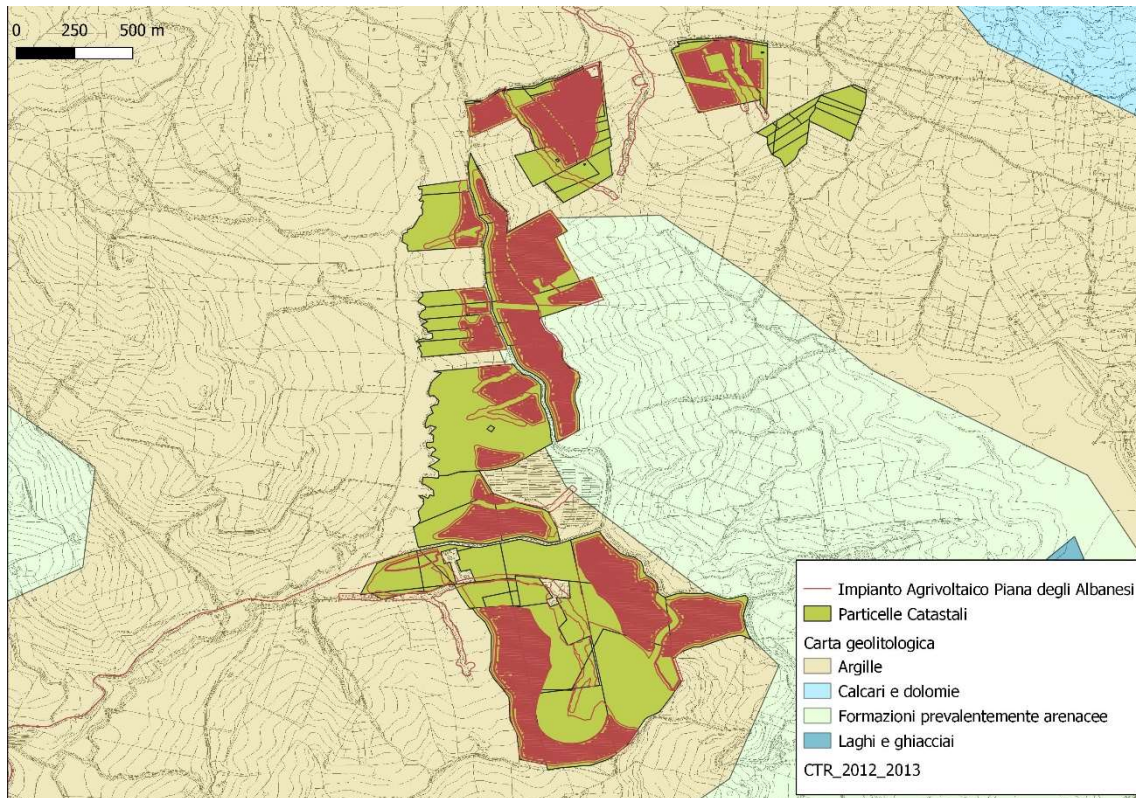 0 250 500 m
Impianto Agrivoltaico Piana degli Albanesi
Particelle Catastali
Carta geolitologica
Argille
Calcari e dolomie
Formazioni prevalentemente arenacee
Laghi e ghiacciai
CTR_2012_2013